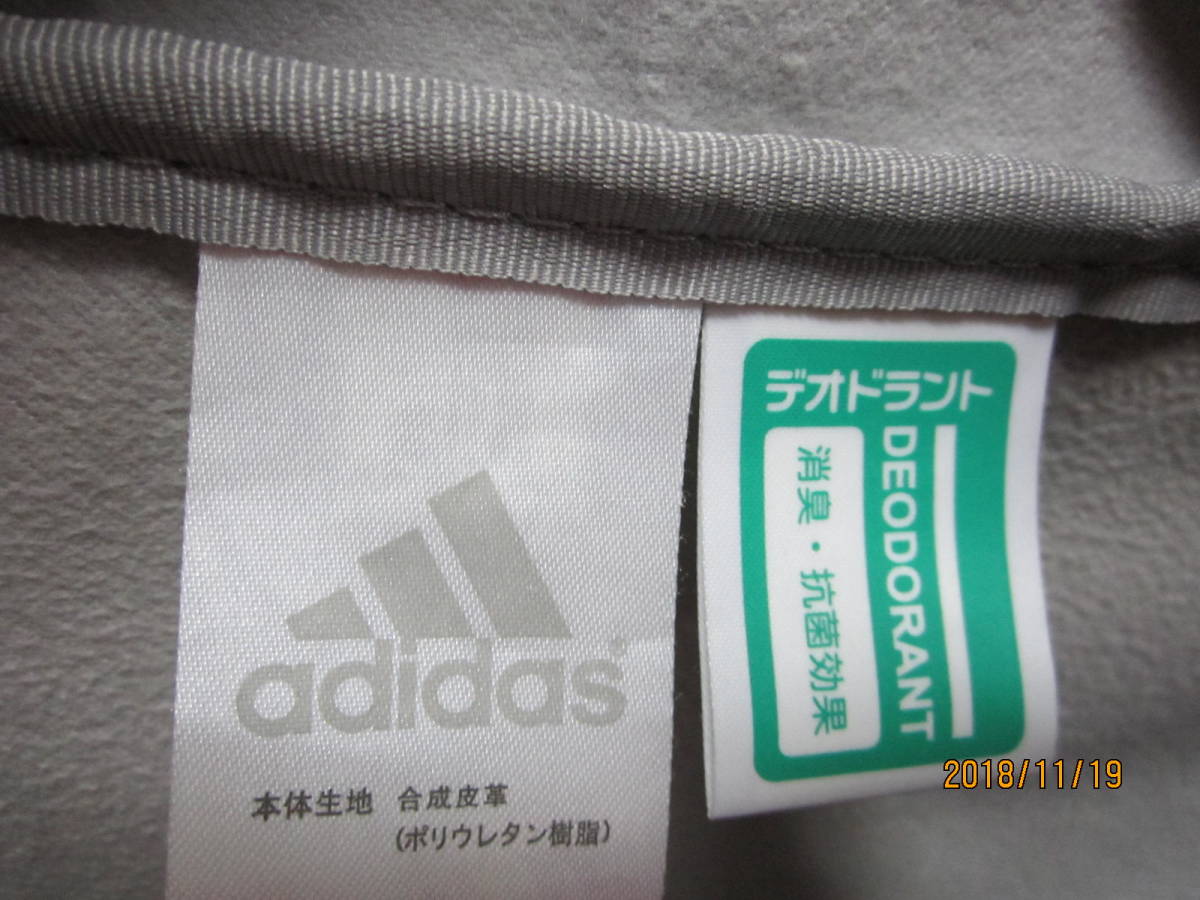 adidas
本体生地 合成皮革
(ポリウレタン樹脂)
デオドラント
DEODORANT
消臭・抗菌効果
2018/11/19